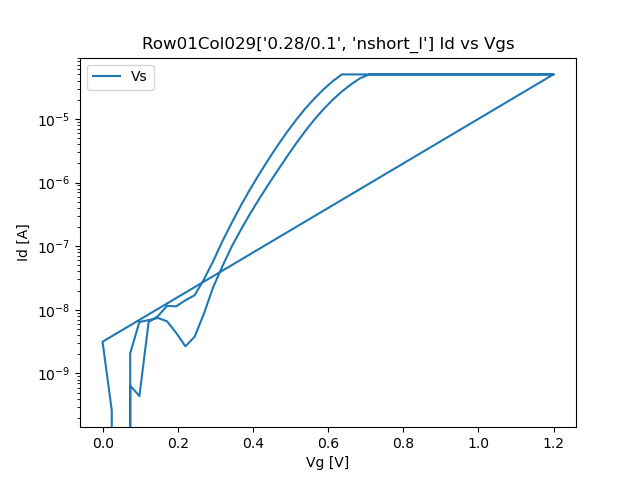 Row01Col029['0.28/0.1', 'nshort_l'] Id vs Vgs
Vs
Id [A]
10⁻⁵
10⁻⁶
10⁻⁷
10⁻⁸
10⁻⁹
0.0 0.2 0.4 0.6 0.8 1.0 1.2
Vg [V]